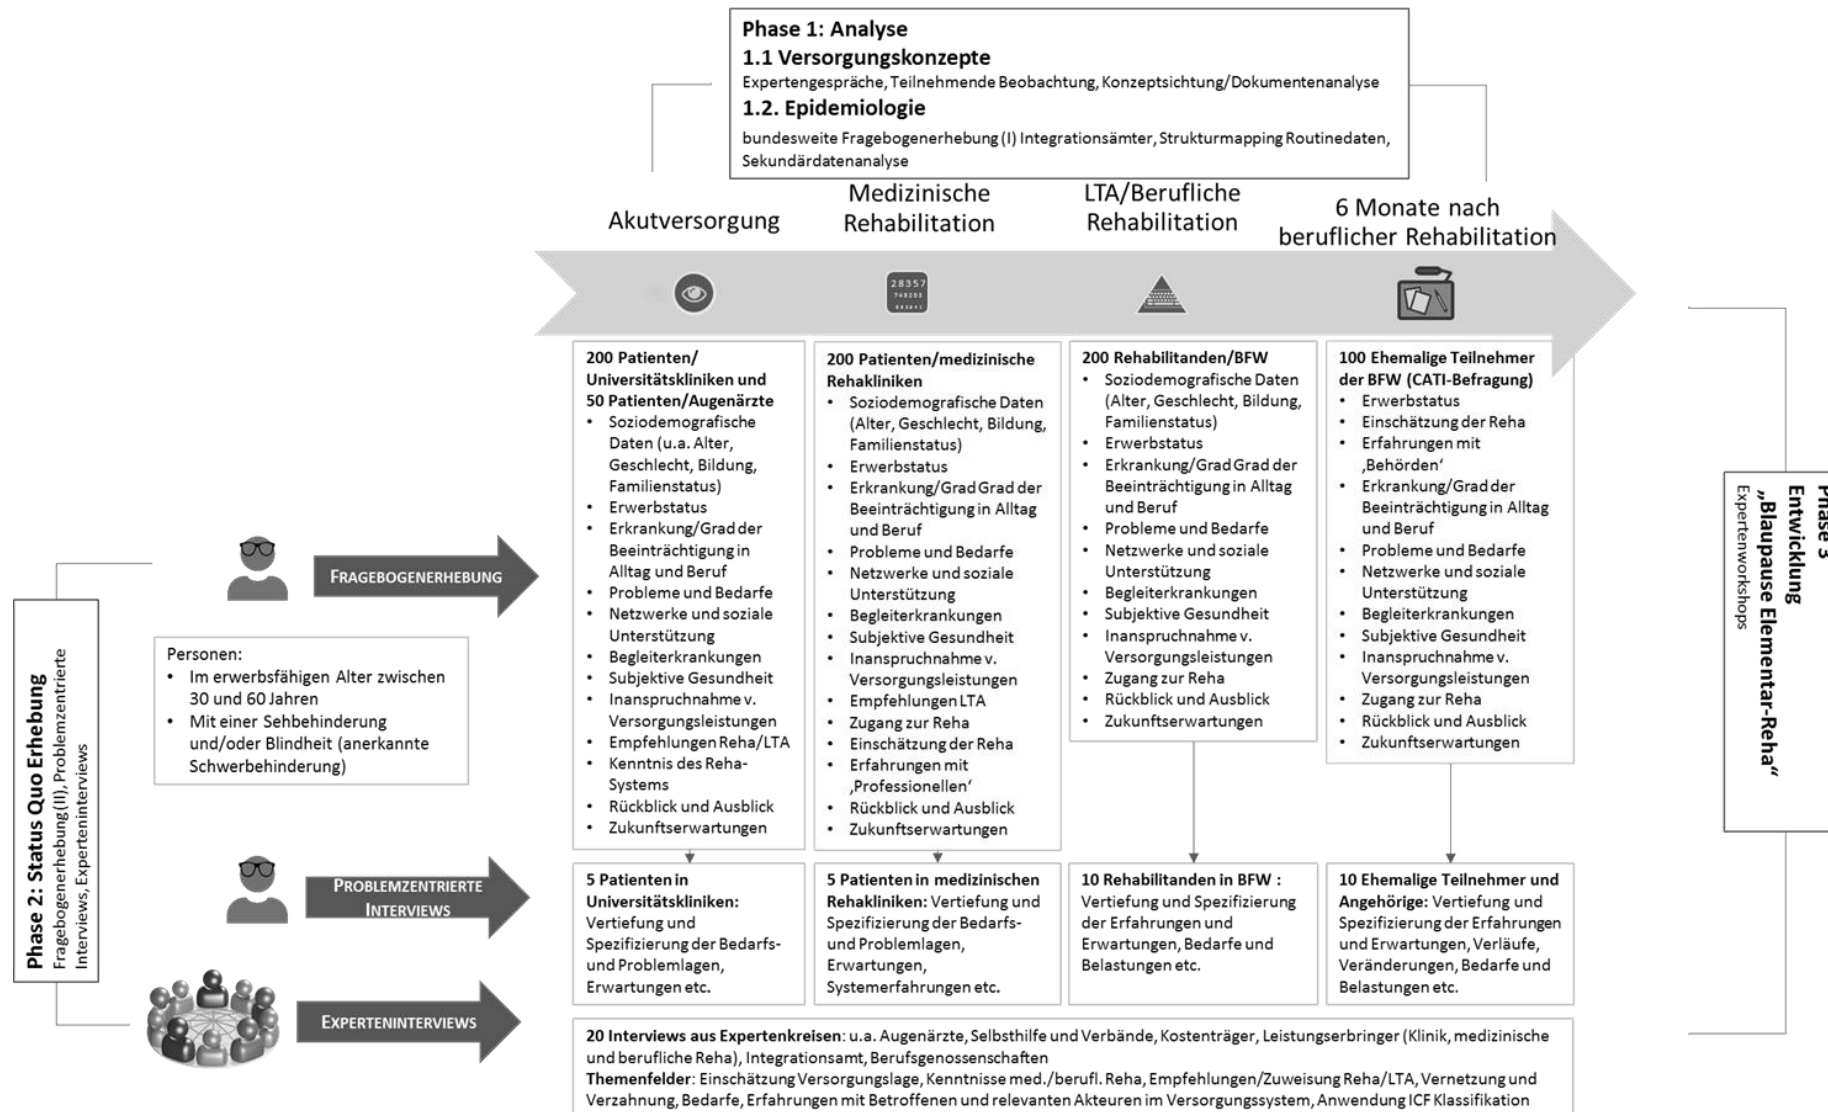 Phase 1: Analyse
1.1 Versorgungskonzepte
Expertengespräche, Teilnehmende Beobachtung, Konzeptsichtung/Dokumentenanalyse
1.2. Epidemiologie
bundesweite Fragebogenerhebung (I) Integrationsämter, Strukturmapping Routinedaten,
Sekundärdatenanalyse
Akutversorgung
Medizinische
Rehabilitation
LTA/Berufliche
Rehabilitation
6 Monate nach
beruflicher Rehabilitation
28357
748203
Phase 2: Status Quo Erhebung
Fragebogenerhebung (II), Problemzentrierte
Interviews, Experteninterviews
FRAGEBOGENERHEBUNG
Personen:
• Im erwerbsfähigen Alter zwischen
30 und 60 Jahren
• Mit einer Sehbehinderung
und/oder Blindheit (anerkannte
Schwerbehinderung)
200 Patienten/
Universitätskliniken und
50 Patienten/Augenärzte
• Soziodemografische
Daten (u.a. Alter,
Geschlecht, Bildung,
Familienstatus)
• Erwerbstatus
• Erkrankung/Grad der
Beeinträchtigung in
Alltag und Beruf
• Probleme und Bedarfe
• Netzwerke und soziale
Unterstützung
• Begleiterkrankungen
• Subjektive Gesundheit
• Inanspruchnahme v.
Versorgungsleistungen
• Empfehlungen Reha/LTA
• Kenntnis des Reha-
Systems
• Rückblick und Ausblick
• Zukunftserwartungen
200 Patienten/medizinische
Rehakliniken
• Soziodemografische Daten
(Alter, Geschlecht, Bildung,
Familienstatus)
• Erwerbstatus
• Erkrankung/Grad Grad der
Beeinträchtigung in Alltag
und Beruf
• Probleme und Bedarfe
• Netzwerke und soziale
Unterstützung
• Begleiterkrankungen
• Subjektive Gesundheit
• Inanspruchnahme v.
Versorgungsleistungen
• Empfehlungen LTA
• Zugang zur Reha
• Einschätzung der Reha
• Erfahrungen mit
‚Professionellen‘
• Rückblick und Ausblick
• Zukunftserwartungen
200 Rehabilitanden/BFW
• Soziodemografische Daten
(Alter, Geschlecht, Bildung,
Familienstatus)
• Erwerbstatus
• Erkrankung/Grad Grad der
Beeinträchtigung in Alltag
und Beruf
• Probleme und Bedarfe
• Netzwerke und soziale
Unterstützung
• Begleiterkrankungen
• Subjektive Gesundheit
• Inanspruchnahme v.
Versorgungsleistungen
• Zugang zur Reha
• Rückblick und Ausblick
• Zukunftserwartungen
100 Ehemalige Teilnehmer
der BFW (CATI-Befragung)
• Erwerbstatus
• Einschätzung der Reha
• Erfahrungen mit
‚Behörden‘
• Erkrankung/Grad der
Beeinträchtigung in Alltag
und Beruf
• Probleme und Bedarfe
• Netzwerke und soziale
Unterstützung
• Begleiterkrankungen
• Subjektive Gesundheit
• Inanspruchnahme v.
Versorgungsleistungen
• Zugang zur Reha
• Rückblick und Ausblick
• Zukunftserwartungen
PROBLEMZENTRIERTE
INTERVIEWS
5 Patienten in
Universitätskliniken:
Vertiefung und
Spezifizierung der Bedarfs-
und Problemlagen,
Erwartungen etc.
5 Patienten in medizinischen
Rehakliniken: Vertiefung und
Spezifizierung der Bedarfs-
und Problemlagen,
Erwartungen,
Systemerfahrungen etc.
10 Rehabilitanden in BFW :
Vertiefung und Spezifizierung
der Erfahrungen und
Erwartungen, Bedarfe und
Belastungen etc.
10 Ehemalige Teilnehmer und
Angehörige: Vertiefung und
Spezifizierung der Erfahrungen
und Erwartungen, Verläufe,
Veränderungen, Bedarfe und
Belastungen etc.
EXPERTENINTERVIEWS
20 Interviews aus Expertenkreisen: u.a. Augenärzte, Selbsthilfe und Verbände, Kostenträger, Leistungserbringer (Klinik, medizinische
und berufliche Reha), Integrationsamt, Berufsgenossenschaften
Themenfelder: Einschätzung Versorgungslage, Kenntnisse med./berufl. Reha, Empfehlungen/Zuweisung Reha/LTA, Vernetzung und
Verzahnung, Bedarfe, Erfahrungen mit Betroffenen und relevanten Akteuren im Versorgungssystem, Anwendung ICF Klassifikation
Phase 3
Entwicklung
„Blaupause Elementar-Reha“
Expertenworkshops